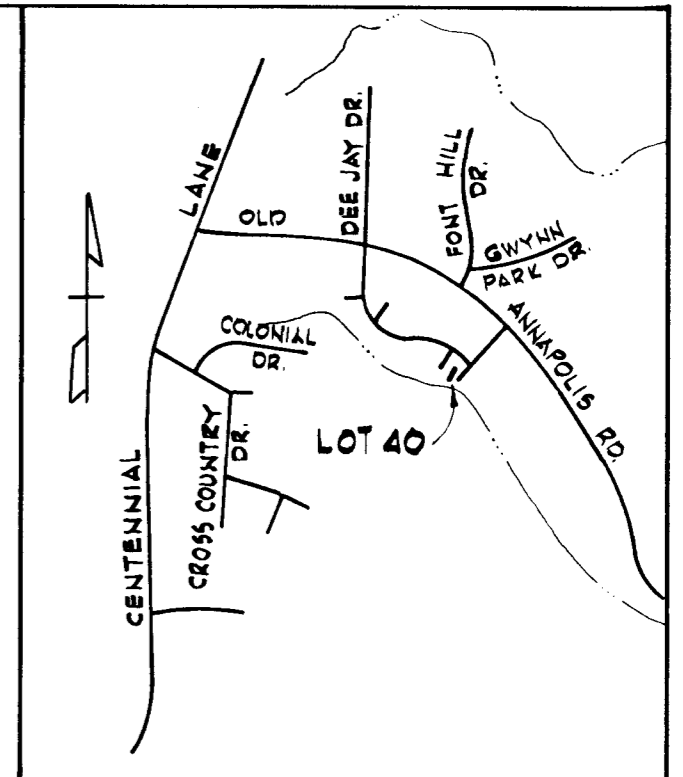 CENTENNIAL LANE
OLD ANNAPOLIS RD.
DEE JAY DR.
FONT HILL
DR.
GWYNN
PARK DR.
COLONIAL
DR.
CROSS COUNTRY
DR.
LOT 40